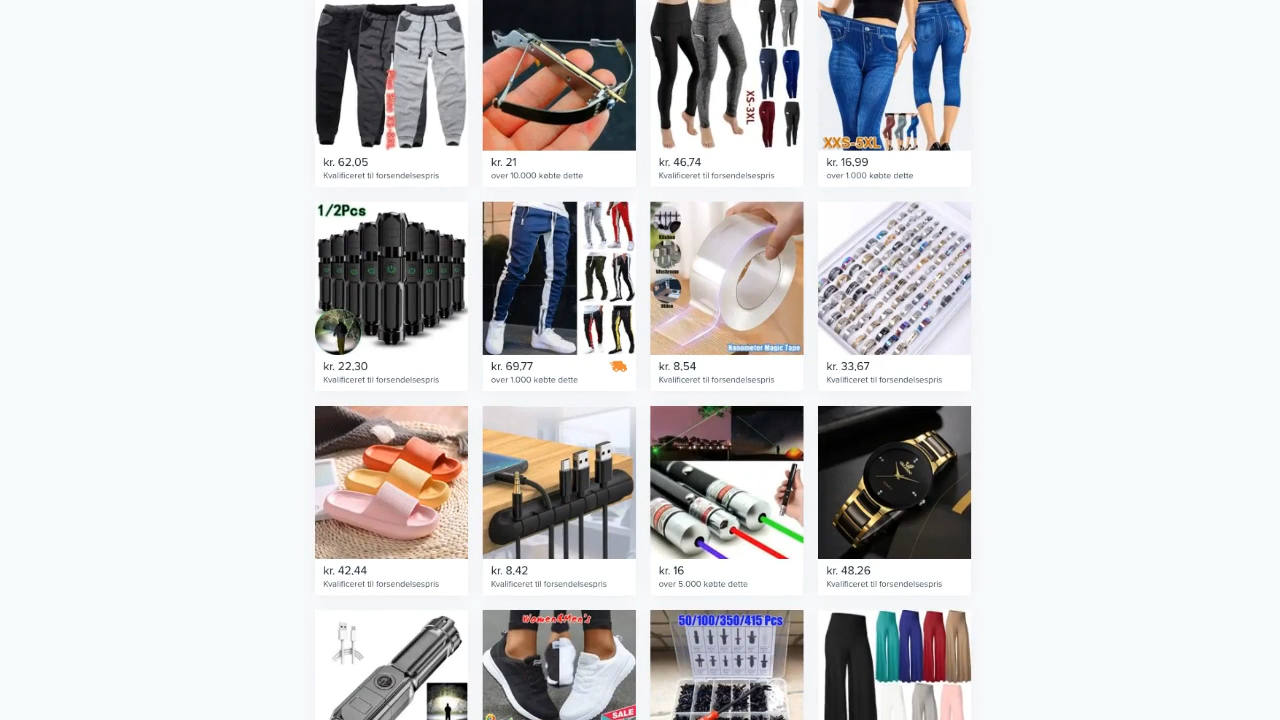 kr. 62,05
Kvalificeret til forsendelsespris
kr. 21
over 10.000 købte dette
XS-3XL
kr. 46,74
Kvalificeret til forsendelsespris
XXS-5XL
kr. 16,99
over 1.000 købte dette
1/2Pcs
kr. 22,30
Kvalificeret til forsendelsespris
kr. 69,77
over 1.000 købte dette
Kitchen
Washroom
Office
Nanometer Magic Tape
kr. 8,54
Kvalificeret til forsendelsespris
kr. 33,67
Kvalificeret til forsendelsespris
kr. 42,44
Kvalificeret til forsendelsespris
kr. 8,42
Kvalificeret til forsendelsespris
kr. 16
over 5.000 købte dette
kr. 48,26
Kvalificeret til forsendelsespris
Women&Men's
SALE
50/100/350/415 Pcs